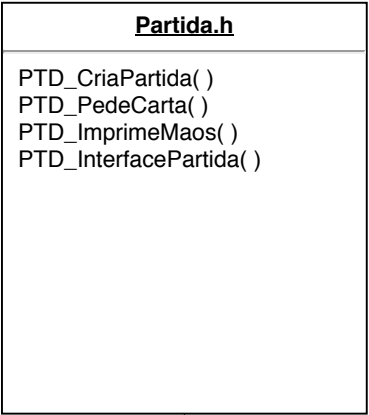 Partida.h
PTD_CriaPartida( )
PTD_PedeCarta( )
PTD_ImprimeMaos( )
PTD_InterfacePartida( )